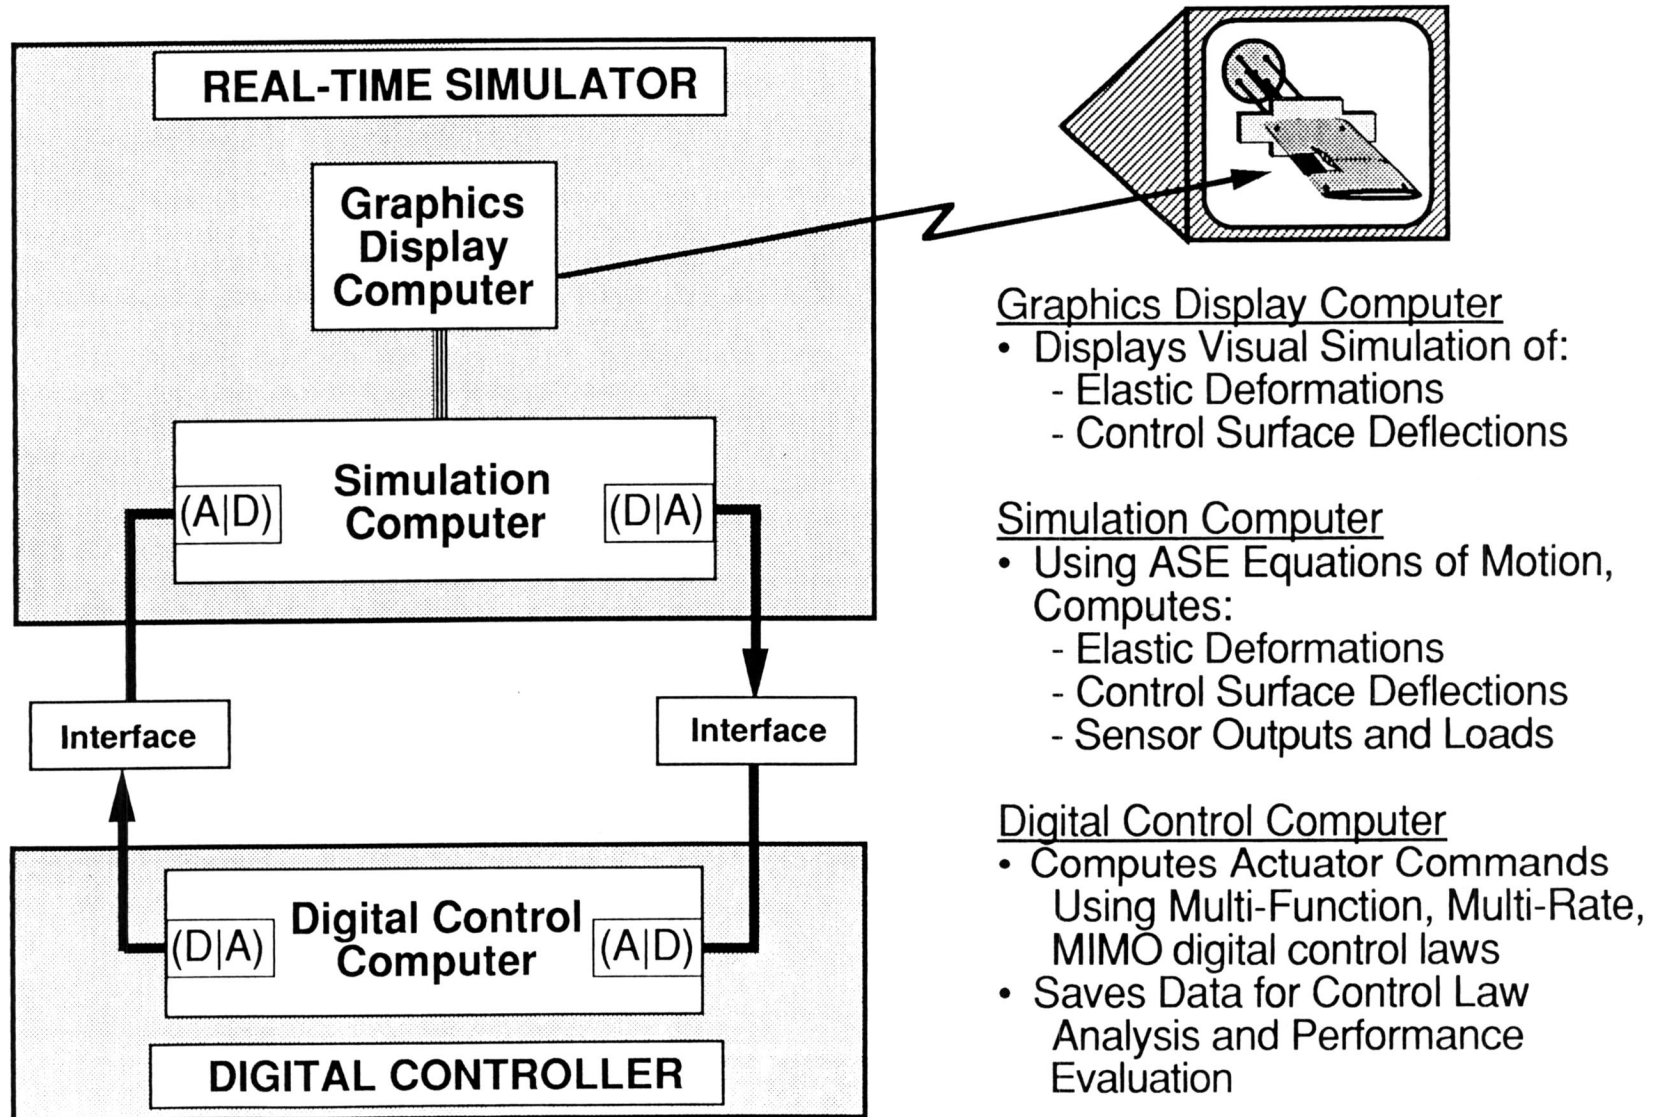 REAL-TIME SIMULATOR
Graphics
Display
Computer
Simulation
Computer
(A|D)
(D|A)
Interface
Interface
Digital Control
Computer
(D|A)
(A|D)
DIGITAL CONTROLLER
Graphics Display Computer
• Displays Visual Simulation of:
- Elastic Deformations
- Control Surface Deflections
Simulation Computer
• Using ASE Equations of Motion,
Computes:
- Elastic Deformations
- Control Surface Deflections
- Sensor Outputs and Loads
Digital Control Computer
• Computes Actuator Commands
Using Multi-Function, Multi-Rate,
MIMO digital control laws
• Saves Data for Control Law
Analysis and Performance
Evaluation